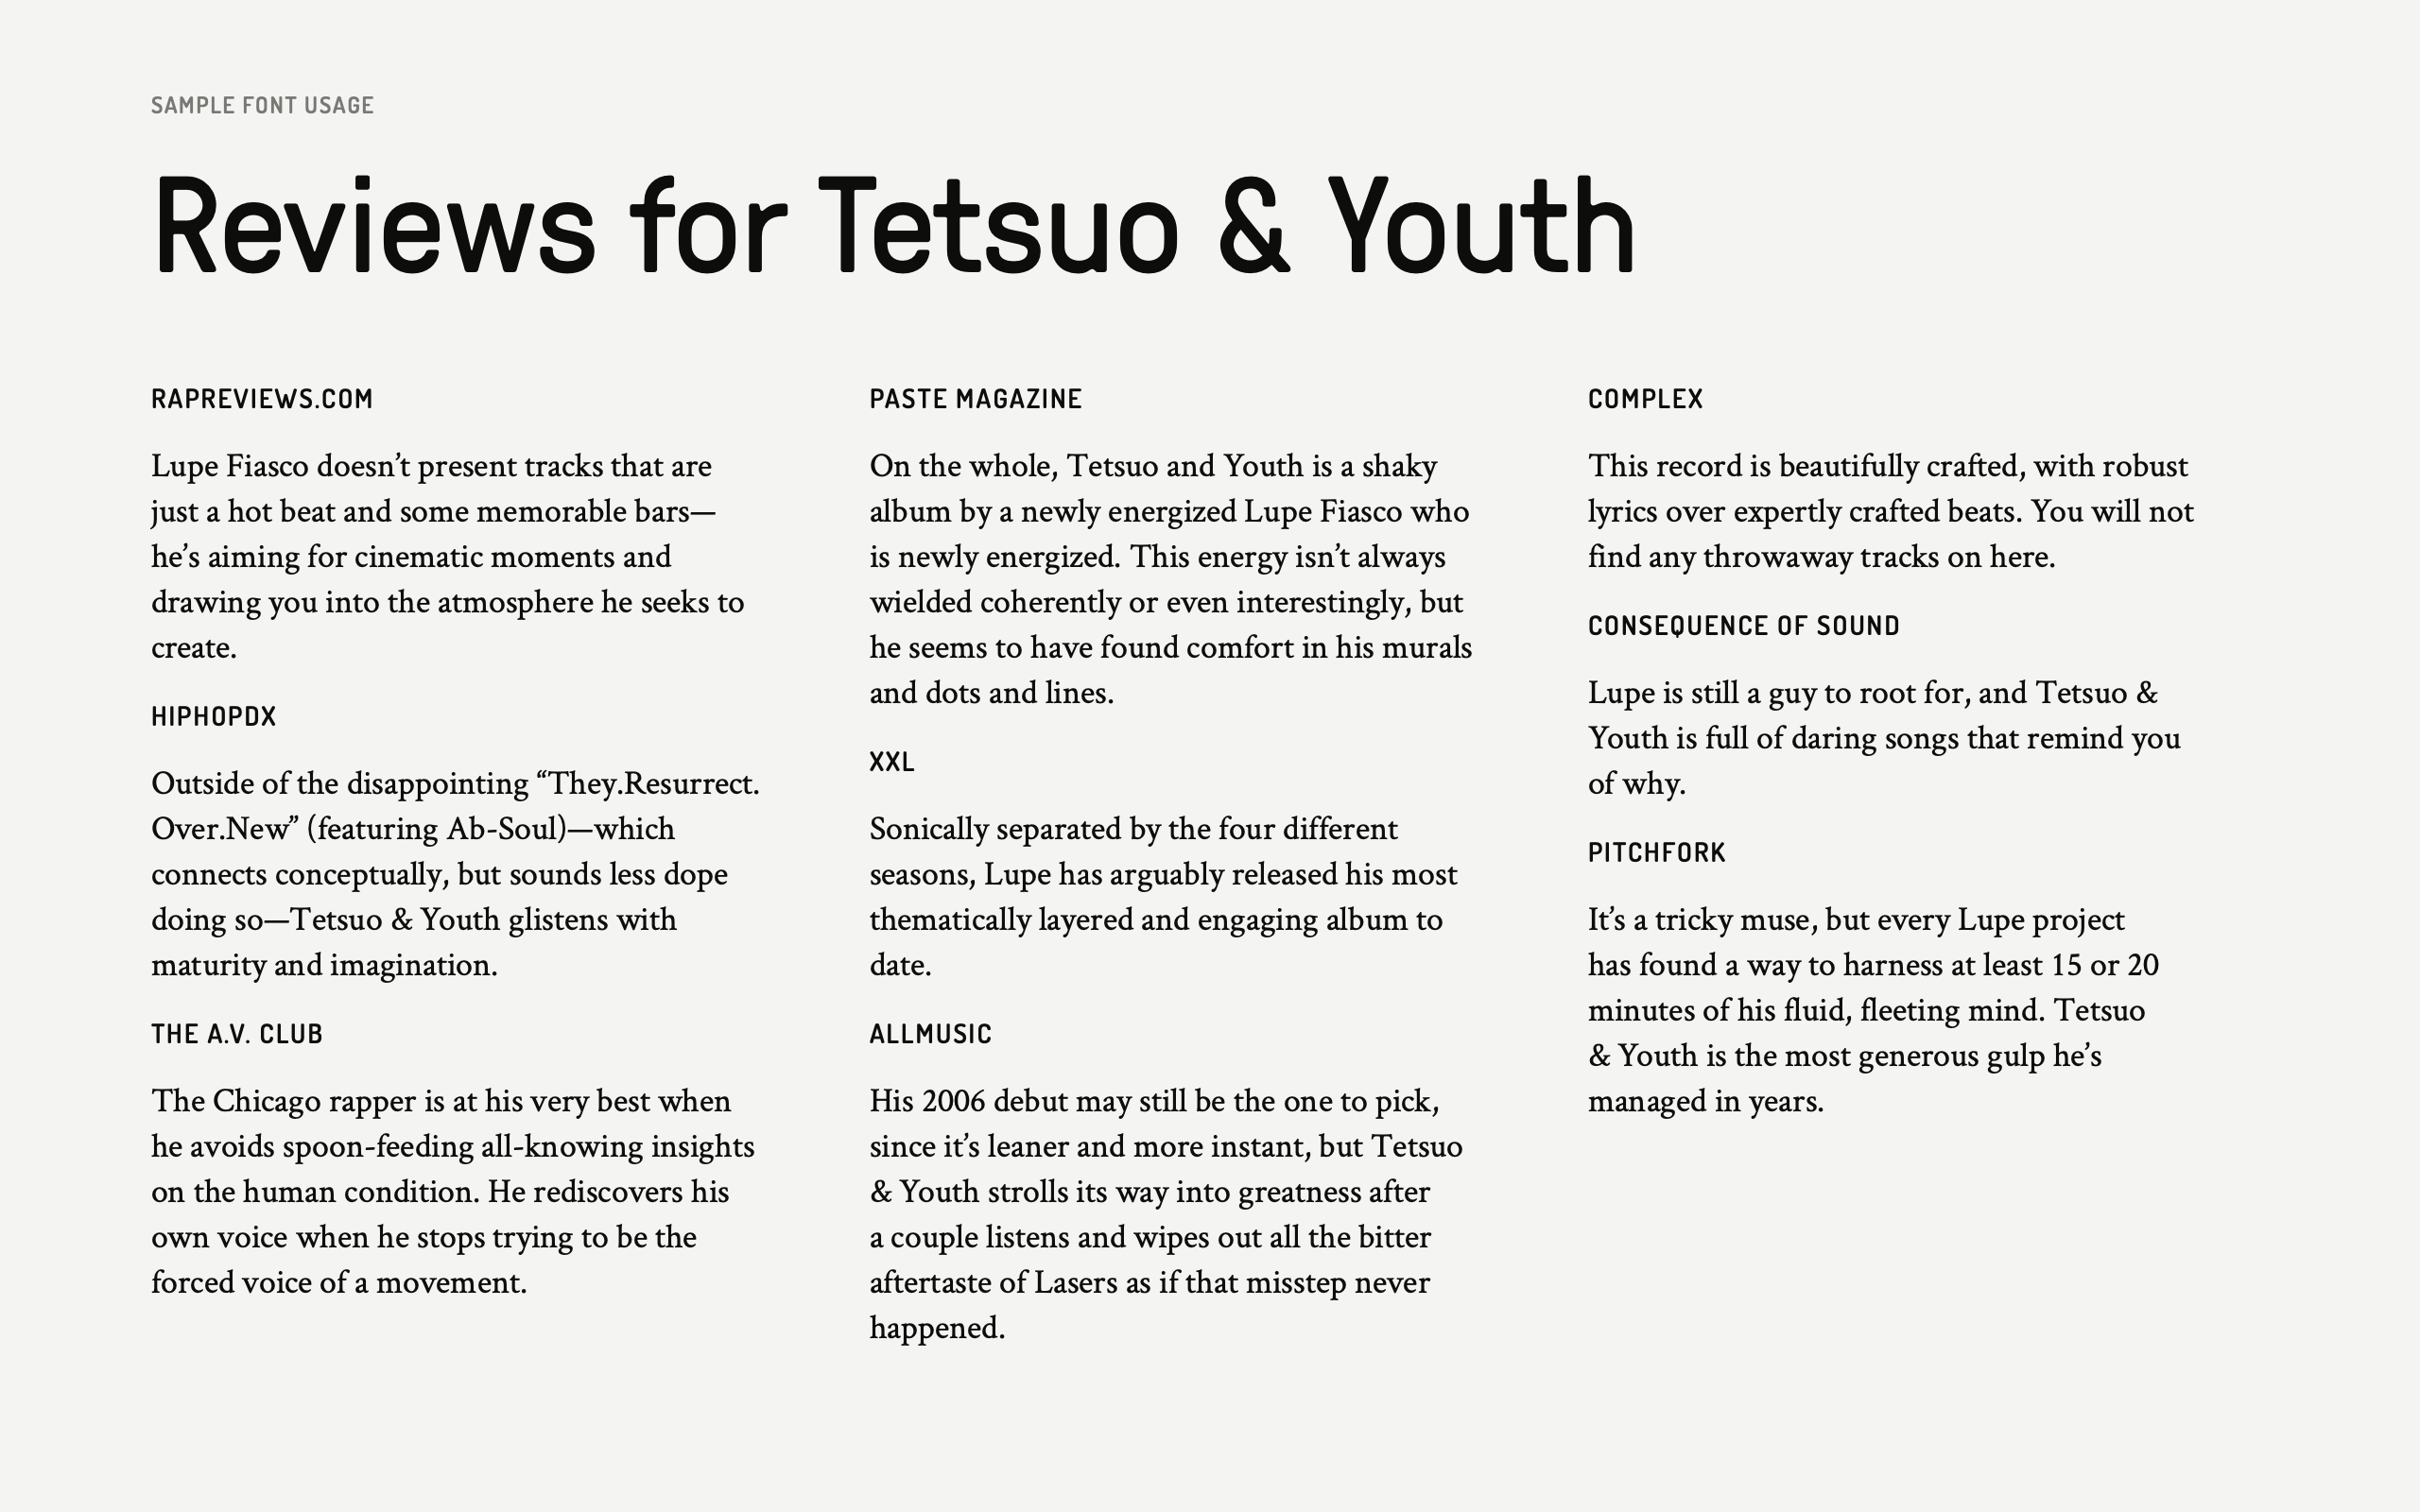 SAMPLE FONT USAGE
Reviews for Tetsuo & Youth
RAPREVIEWS.COM
Lupe Fiasco doesn’t present tracks that are
just a hot beat and some memorable bars—
he’s aiming for cinematic moments and
drawing you into the atmosphere he seeks to
create.
HIPHOPDX
Outside of the disappointing “They.Resurrect.
Over.New” (featuring Ab-Soul)—which
connects conceptually, but sounds less dope
doing so—Tetsuo & Youth glistens with
maturity and imagination.
THE A.V. CLUB
The Chicago rapper is at his very best when
he avoids spoon-feeding all-knowing insights
on the human condition. He rediscovers his
own voice when he stops trying to be the
forced voice of a movement.
PASTE MAGAZINE
On the whole, Tetsuo and Youth is a shaky
album by a newly energized Lupe Fiasco who
is newly energized. This energy isn’t always
wielded coherently or even interestingly, but
he seems to have found comfort in his murals
and dots and lines.
XXL
Sonically separated by the four different
seasons, Lupe has arguably released his most
thematically layered and engaging album to
date.
ALLMUSIC
His 2006 debut may still be the one to pick,
since it’s leaner and more instant, but Tetsuo
& Youth strolls its way into greatness after
a couple listens and wipes out all the bitter
aftertaste of Lasers as if that misstep never
happened.
COMPLEX
This record is beautifully crafted, with robust
lyrics over expertly crafted beats. You will not
find any throwaway tracks on here.
CONSEQUENCE OF SOUND
Lupe is still a guy to root for, and Tetsuo &
Youth is full of daring songs that remind you
of why.
PITCHFORK
It’s a tricky muse, but every Lupe project
has found a way to harness at least 15 or 20
minutes of his fluid, fleeting mind. Tetsuo
& Youth is the most generous gulp he’s
managed in years.